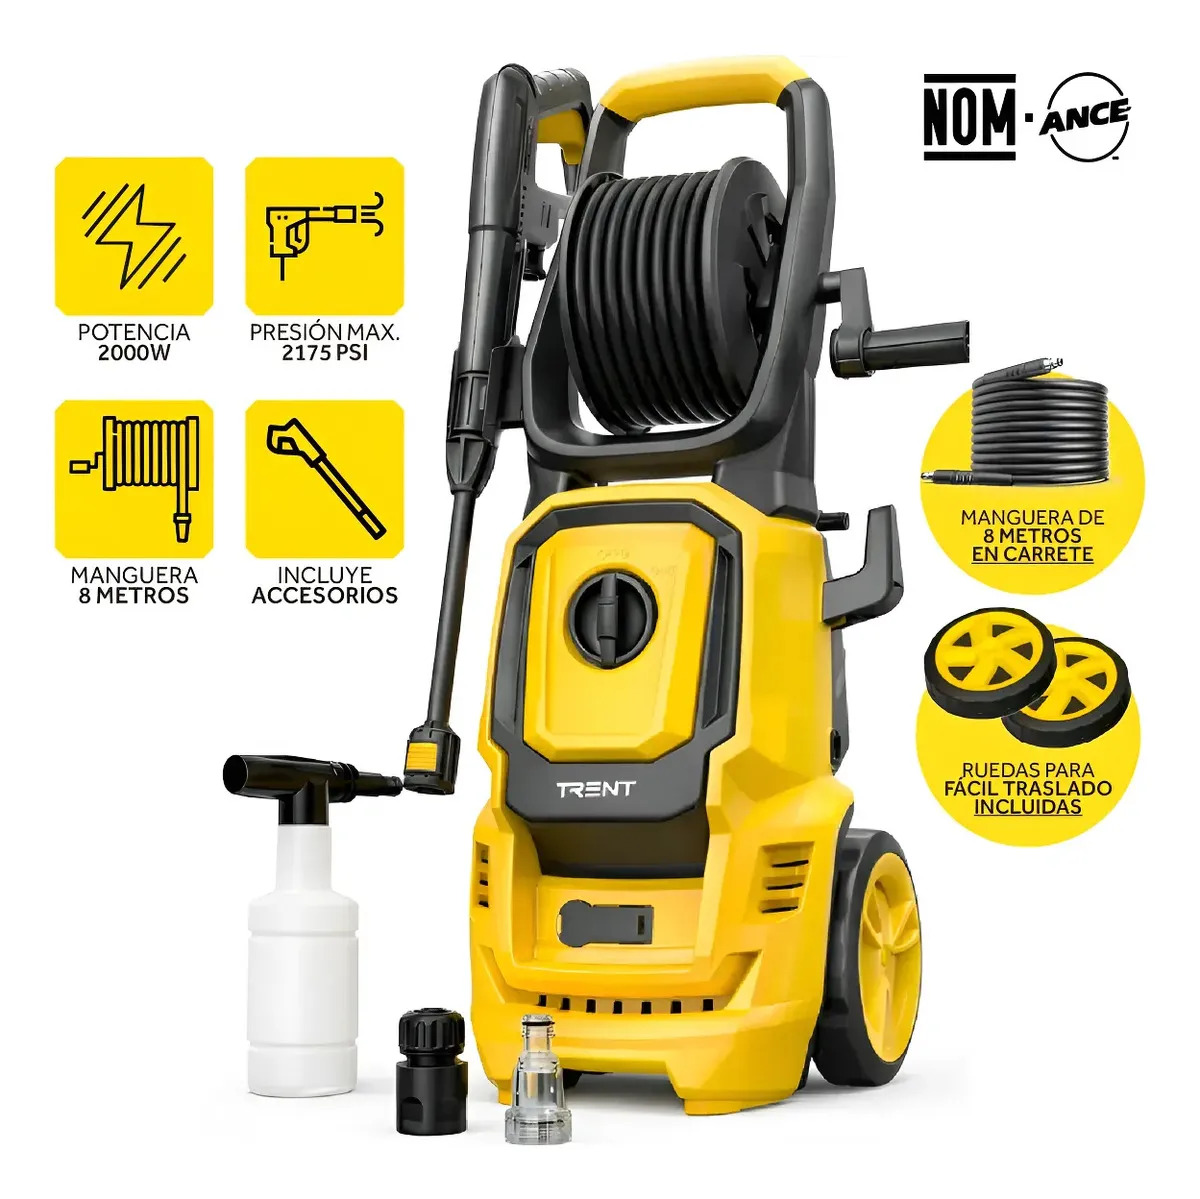 NOM·ANCE
POTENCIA
2000W
PRESIÓN MAX.
2175 PSI
MANGUERA
8 METROS
INCLUYE
ACCESORIOS
MANGUERA DE
8 METROS
EN CARRETE
RUEDAS PARA
FÁCIL TRASLADO
INCLUIDAS
TRENT